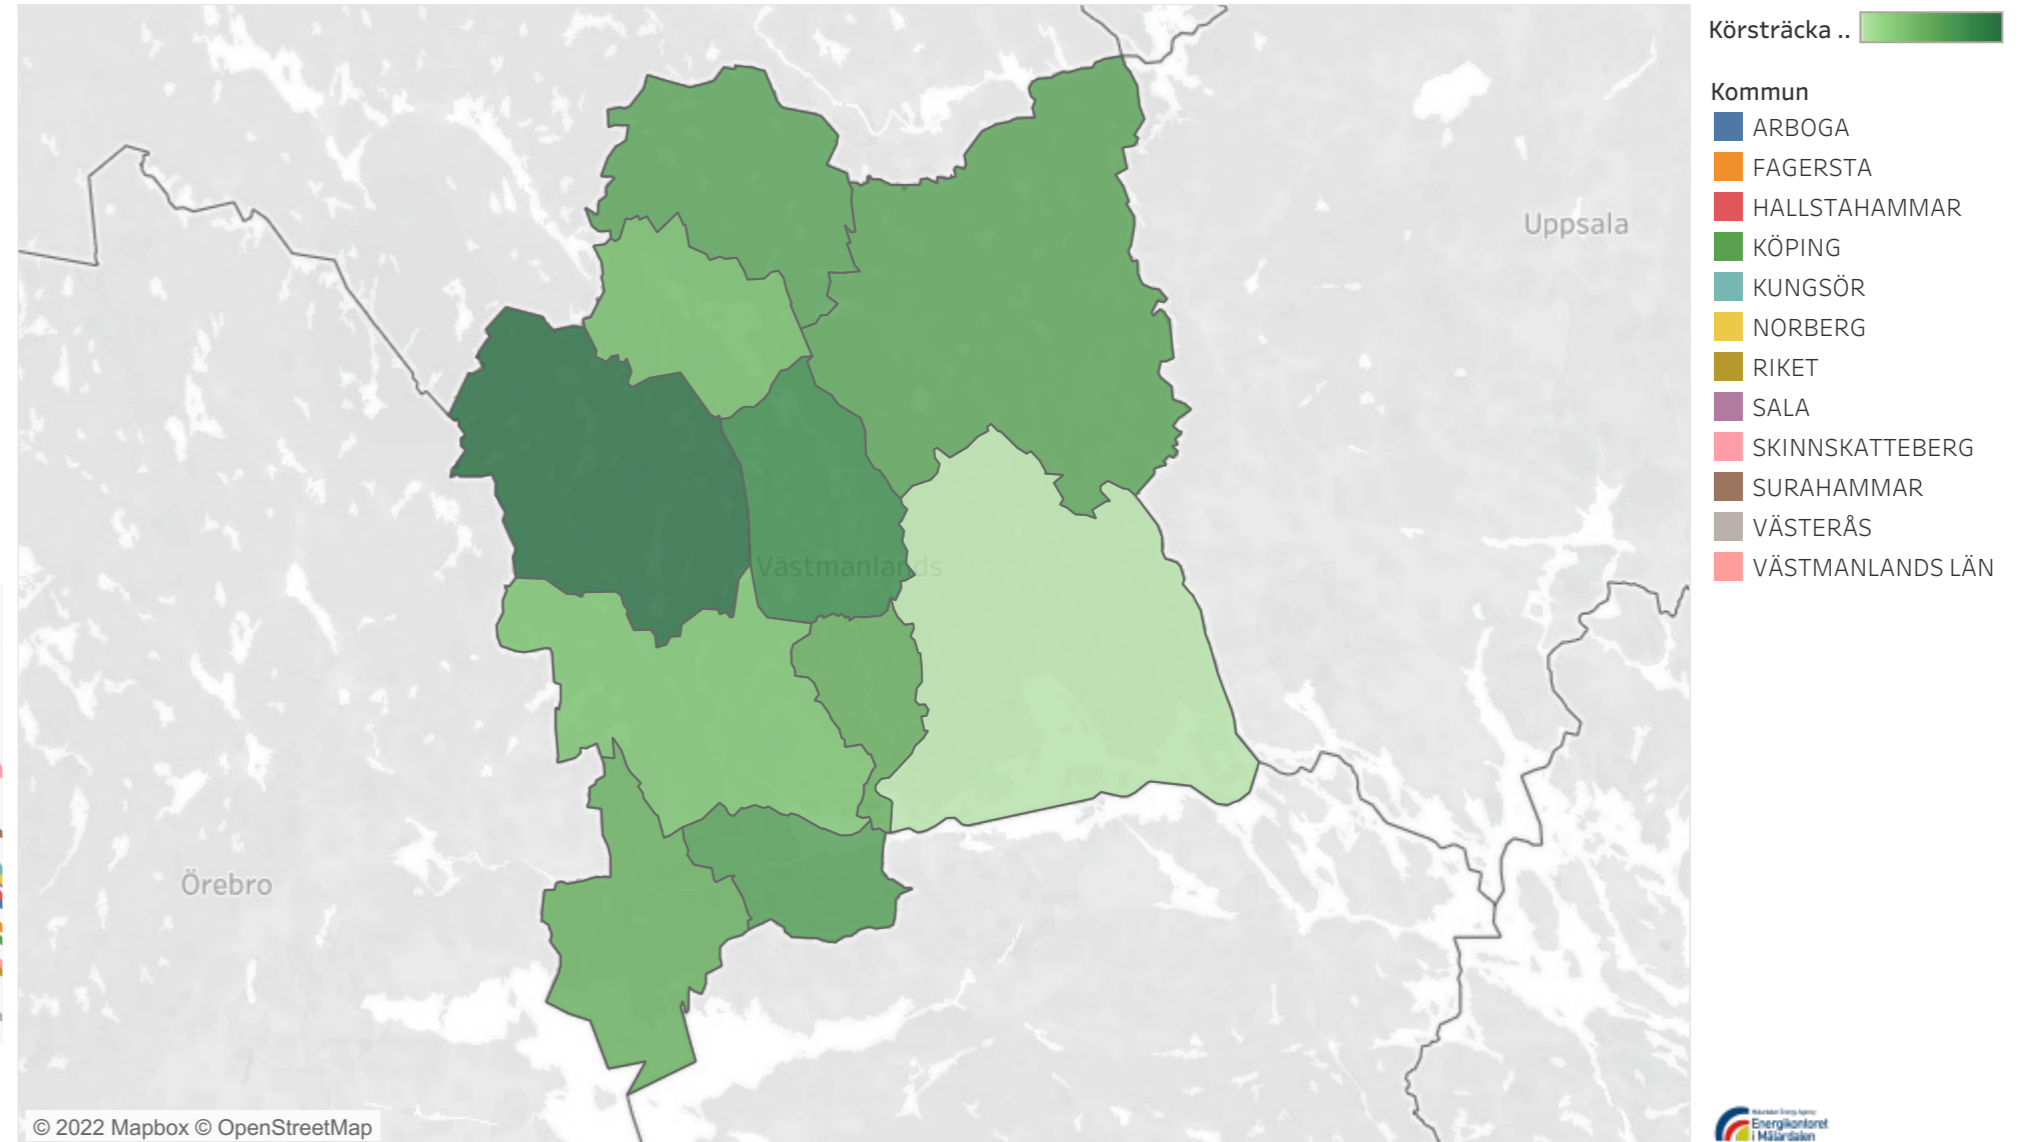 Körsträcka ..
Kommun
ARBOGA
FAGERSTA
HALLSTAHAMMAR
KÖPING
KUNGSÖR
NORBERG
RIKET
SALA
SKINNSKATTEBERG
SURAHAMMAR
VÄSTERÅS
VÄSTMANLANDS LÄN
Uppsala
Västmanlands
Örebro
© 2022 Mapbox © OpenStreetMap
Energikontoret
i Mälardalen